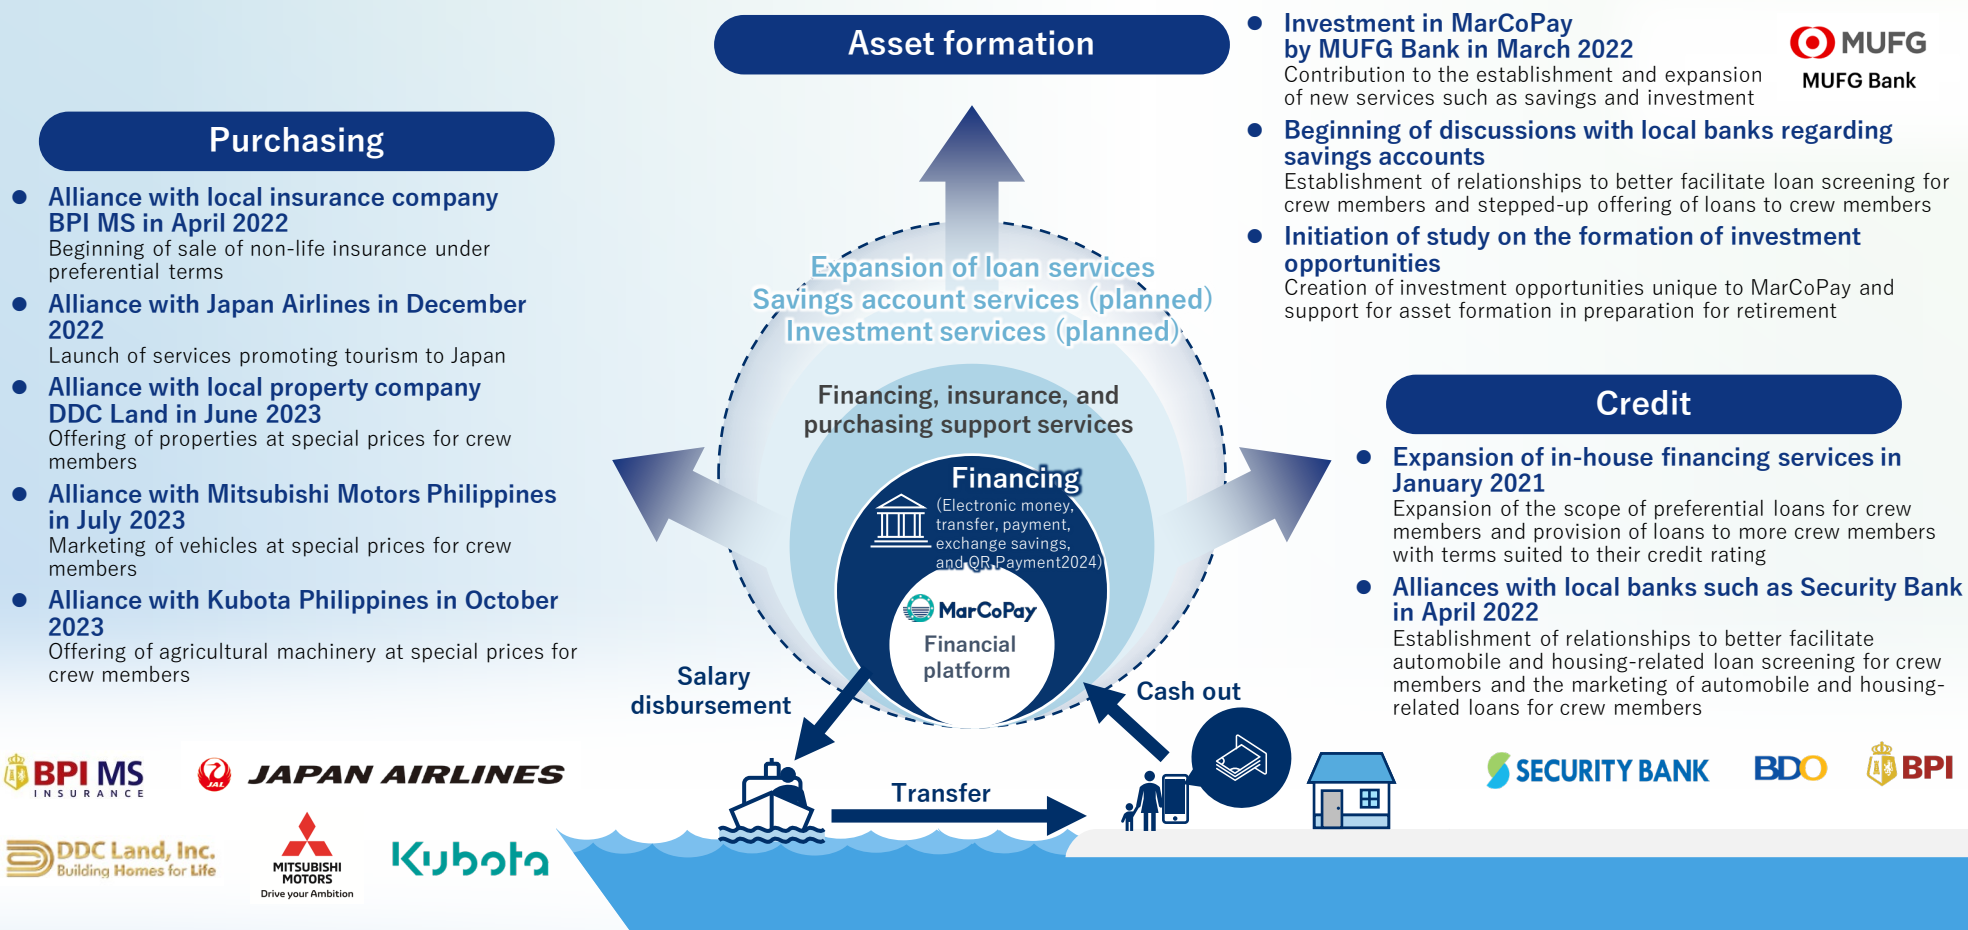 Asset formation
Investment in MarCoPay
by MUFG Bank in March 2022
Contribution to the establishment and expansion
of new services such as savings and investment
MUFG
MUFG Bank
Beginning of discussions with local banks regarding
savings accounts
Establishment of relationships to better facilitate loan screening for
crew members and stepped-up offering of loans to crew members
Initiation of study on the formation of investment
opportunities
Creation of investment opportunities unique to MarCoPay and
support for asset formation in preparation for retirement
Purchasing
Alliance with local insurance company
BPI MS in April 2022
Beginning of sale of non-life insurance under
preferential terms
Alliance with Japan Airlines in December
2022
Launch of services promoting tourism to Japan
Alliance with local property company
DDC Land in June 2023
Offering of properties at special prices for crew
members
Alliance with Mitsubishi Motors Philippines
in July 2023
Marketing of vehicles at special prices for crew
members
Alliance with Kubota Philippines in October
2023
Offering of agricultural machinery at special prices for
crew members
BPI MS
INSURANCE
JAL
JAPAN AIRLINES
DDC Land, Inc.
Building Homes for Life
MITSUBISHI
MOTORS
Drive your Ambition
Kubota
Expansion of loan services
Savings account services (planned)
Investment services (planned)
Financing, insurance, and
purchasing support services
Financing
(Electronic money,
transfer, payment,
exchange savings,
and QR Payment2024)
MarCoPay
Financial
platform
Salary
disbursement
Cash out
Transfer
Credit
Expansion of in-house financing services in
January 2021
Expansion of the scope of preferential loans for crew
members and provision of loans to more crew members
with terms suited to their credit rating
Alliances with local banks such as Security Bank
in April 2022
Establishment of relationships to better facilitate
automobile and housing-related loan screening for crew
members and the marketing of automobile and housing-
related loans for crew members
SECURITY BANK
BDO
BPI